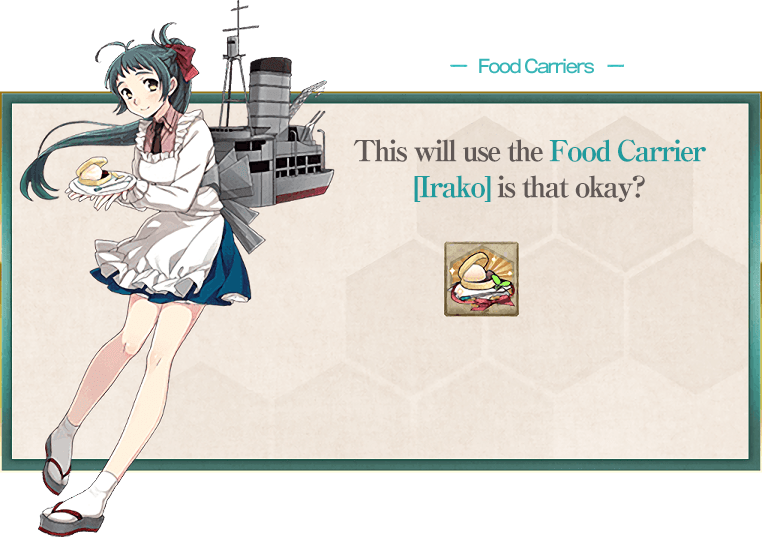 — Food Carriers —
This will use the Food Carrier
[Irako] is that okay?